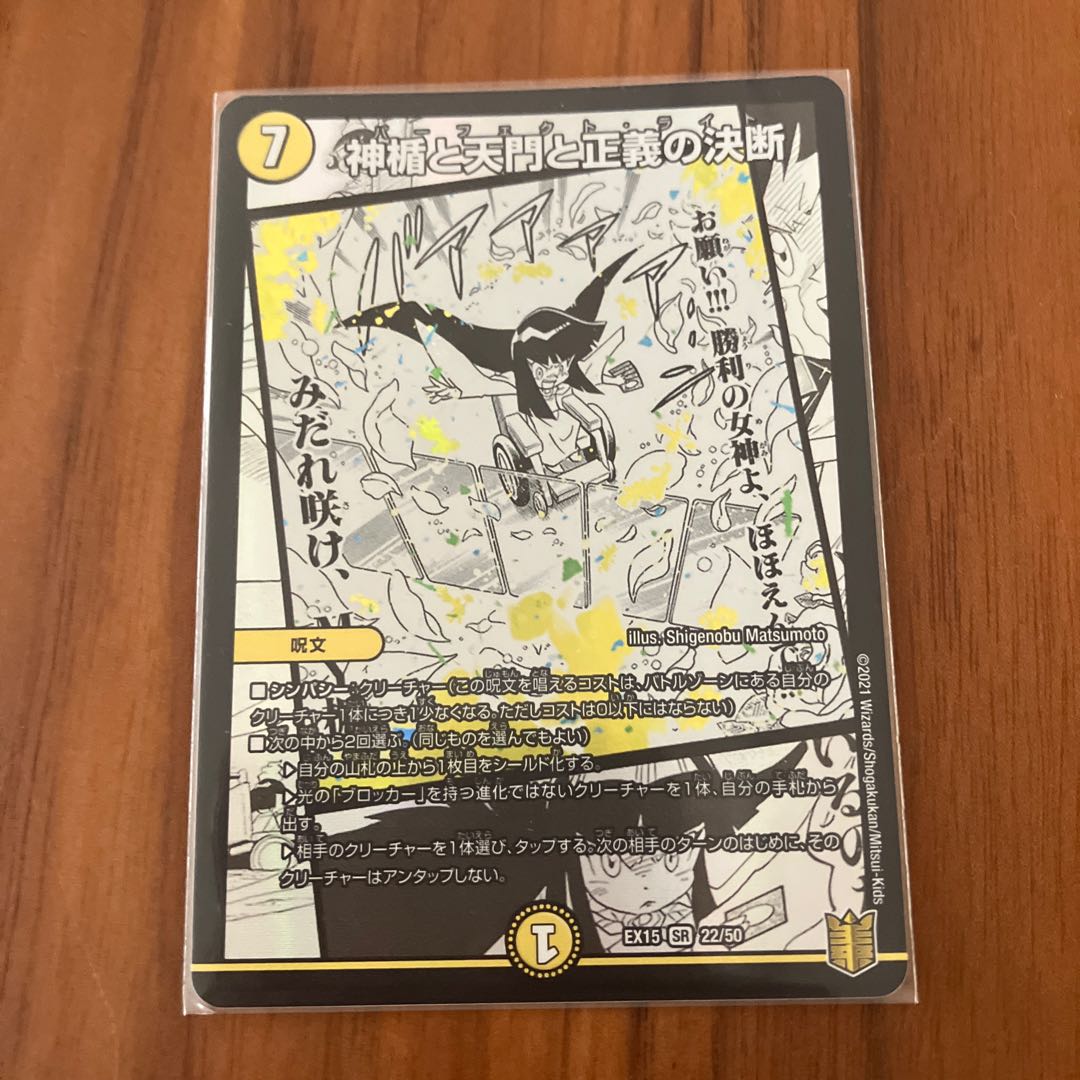 7
パーフェクト・ライ
神楯と天門と正義の決断
バァアァァァ
お願い!!! 勝利の女神よ、ほほえん
みだれ咲け、
illus. Shigenobu Matsumoto
呪文
■シンパシー:クリーチャー(この呪文を唱えるコストは、バトルゾーンにある自分の
クリーチャー1体につき1少なくなる。ただしコストは0以下にはならない)
■次の中から2回選ぶ。(同じものを選んでもよい)
▶自分の山札の上から1枚目をシールド化する。
▶光の「ブロッカー」を持つ進化ではないクリーチャーを1体、自分の手札から
出す。
▶相手のクリーチャーを1体選び、タップする。次の相手のターンのはじめに、その
クリーチャーはアンタップしない。
©2021 Wizards/Shogakukan/Mitsui-Kids
1
EX15 SR 22/50